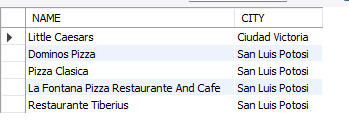 NAME CITY
Little Caesars Ciudad Victoria
Dominos Pizza San Luis Potosi
Pizza Clasica San Luis Potosi
La Fontana Pizza Restaurante And Cafe San Luis Potosi
Restaurante Tiberius San Luis Potosi